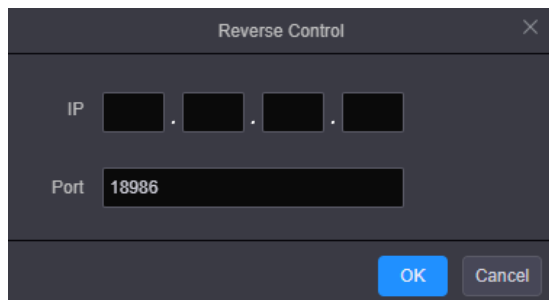 Reverse Control
IP . . .
Port 18986
OK Cancel